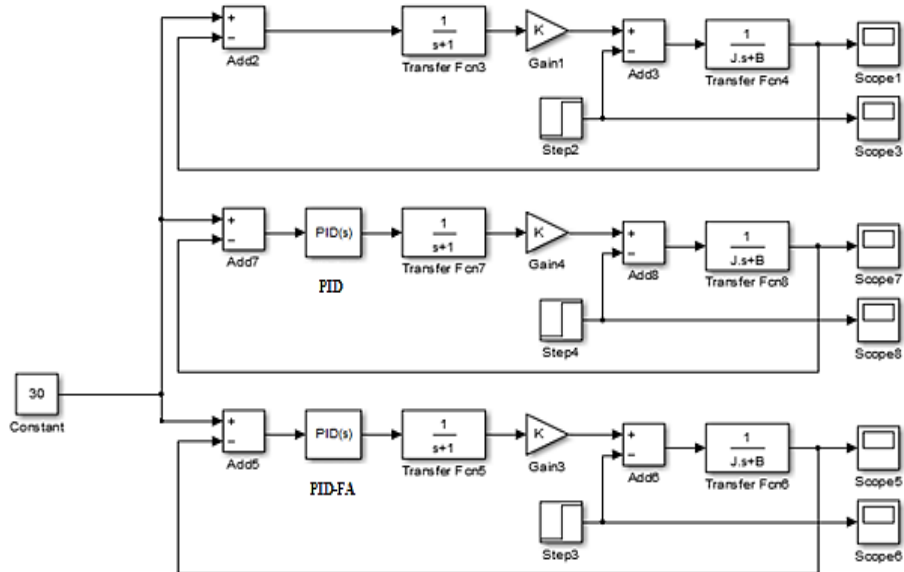 +
−
Add2
1
s+1
Transfer Fcn3
K
Gain1
+
−
Add3
1
J.s+B
Transfer Fcn4
Scope1
Step2
Scope3
+
−
Add7
PID(s)
PID
1
s+1
Transfer Fcn7
K
Gain4
+
−
Add8
1
J.s+B
Transfer Fcn8
Scope7
Step4
Scope8
30
Constant
+
−
Add5
PID(s)
PID-FA
1
s+1
Transfer Fcn5
K
Gain3
+
−
Add6
1
J.s+B
Transfer Fcn6
Scope5
Step3
Scope6